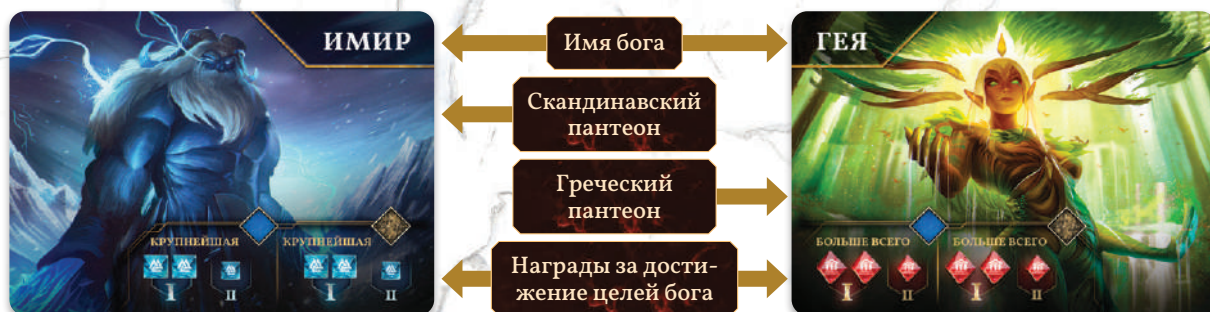 ИМИР
Имя бога
ГЕЯ
Скандинавский
пантеон
Греческий
пантеон
Награды за дости-
жение целей бога
КРУПНЕЙШАЯ
I
II
КРУПНЕЙШАЯ
I
II
БОЛЬШЕ ВСЕГО
I
II
БОЛЬШЕ ВСЕГО
I
II